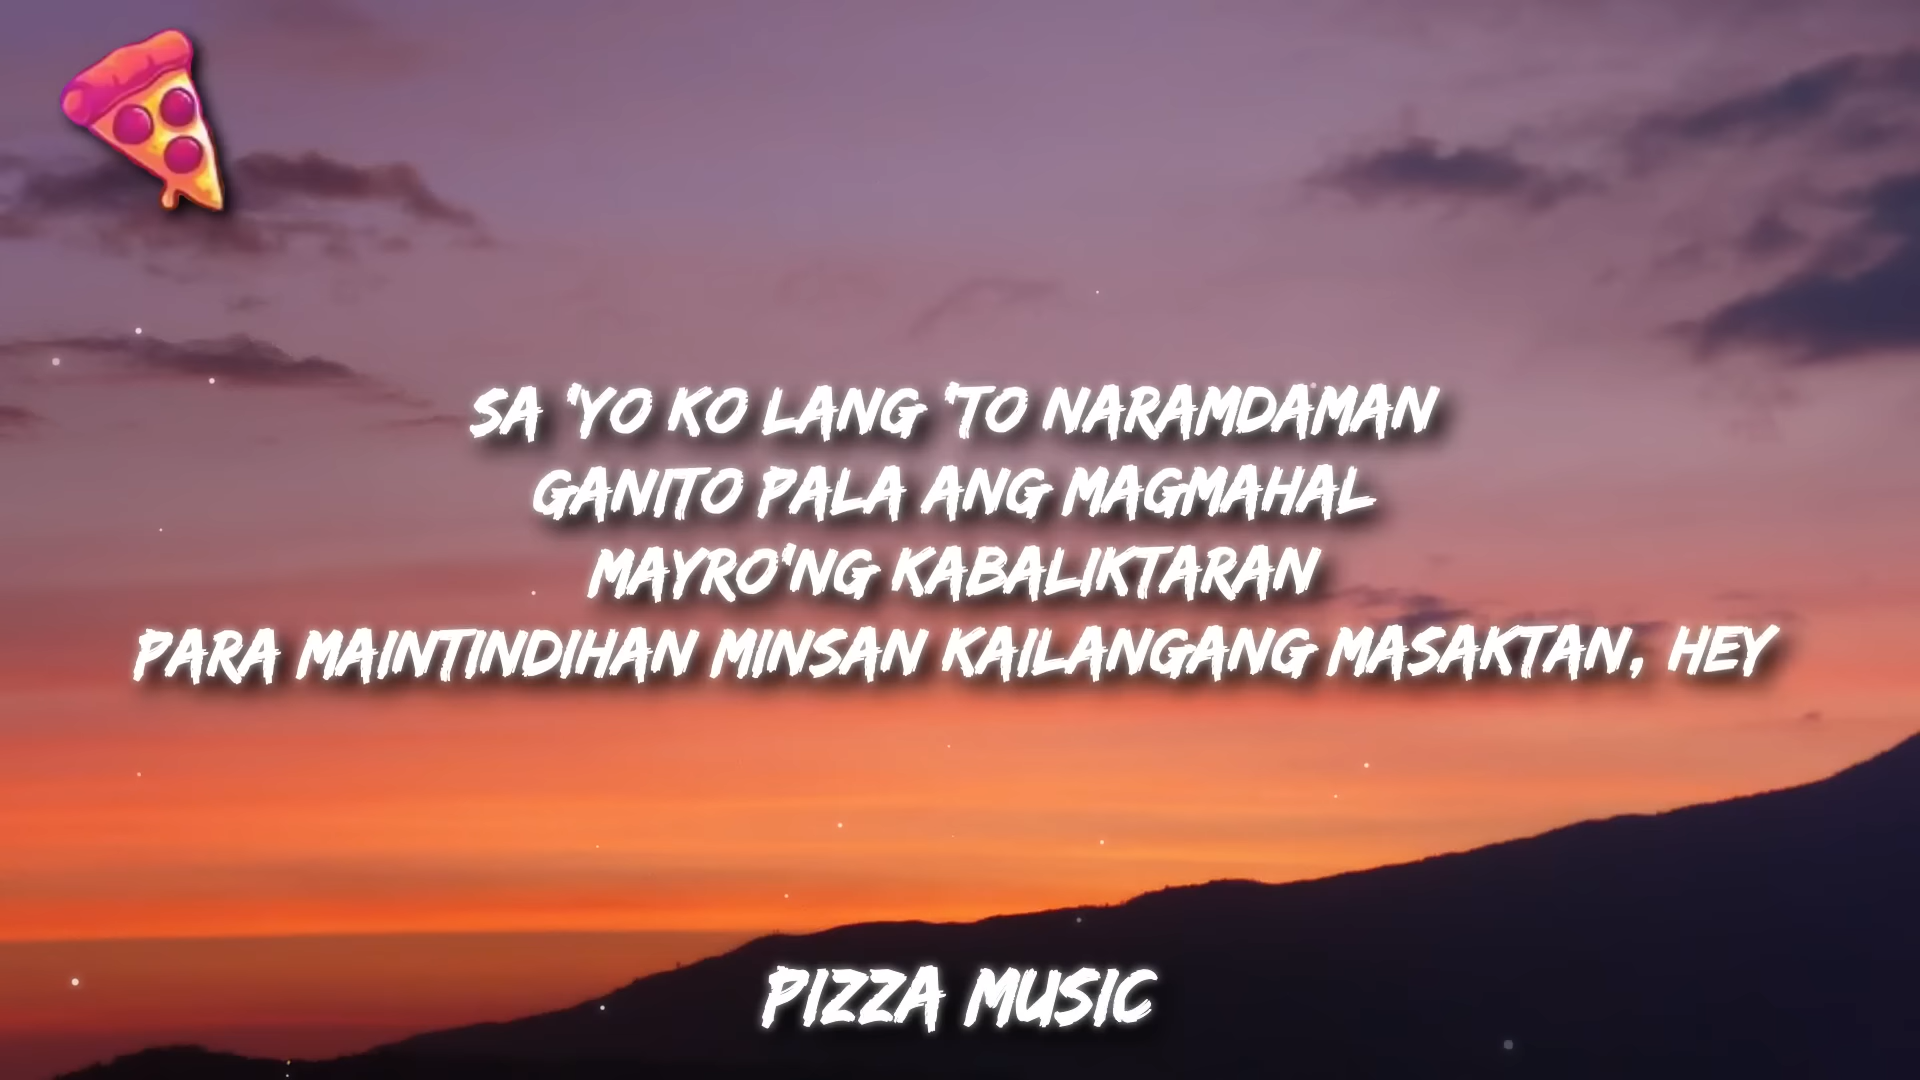 SA 'YO KO LANG 'TO NARAMDAMAN
GANITO PALA ANG MAGMAHAL
MAYRO'NG KABALIKTARAN
PARA MAINTINDIHAN MINSAN KAILANGANG MASAKTAN, HEY
PIZZA MUSIC